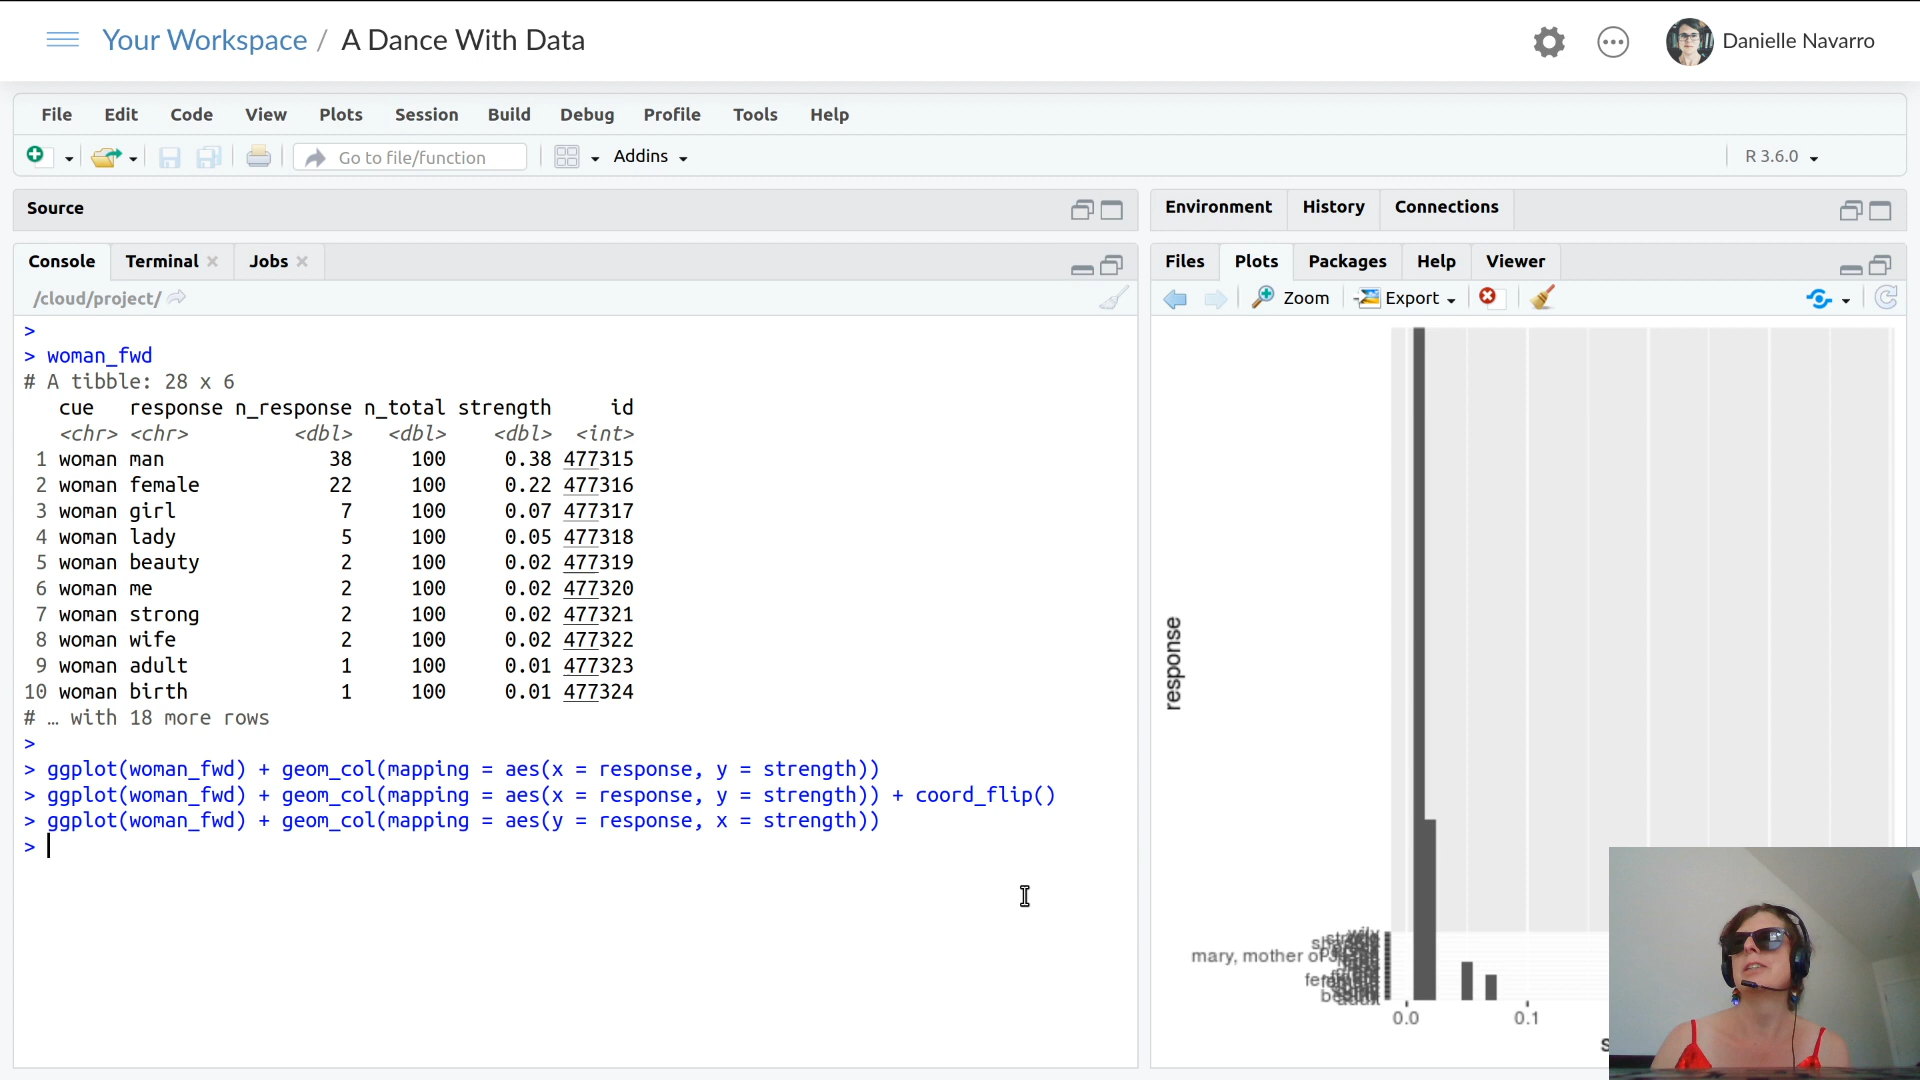 Your Workspace / A Dance With Data
Danielle Navarro
File Edit Code View Plots Session Build Debug Profile Tools Help
Go to file/function
Addins
R 3.6.0
Source
Environment History Connections
Console Terminal Jobs
Files Plots Packages Help Viewer
/cloud/project/
Zoom Export
>
> woman_fwd
# A tibble: 28 x 6
cue response n_response n_total strength id
<chr> <chr> <dbl> <dbl> <dbl> <int>
1 woman man 38 100 0.38 477315
2 woman female 22 100 0.22 477316
3 woman girl 7 100 0.07 477317
4 woman lady 5 100 0.05 477318
5 woman beauty 2 100 0.02 477319
6 woman me 2 100 0.02 477320
7 woman strong 2 100 0.02 477321
8 woman wife 2 100 0.02 477322
9 woman adult 1 100 0.01 477323
10 woman birth 1 100 0.01 477324
# … with 18 more rows
>
> ggplot(woman_fwd) + geom_col(mapping = aes(x = response, y = strength))
> ggplot(woman_fwd) + geom_col(mapping = aes(x = response, y = strength)) + coord_flip()
> ggplot(woman_fwd) + geom_col(mapping = aes(y = response, x = strength))
>
response
mary, mother of
0.0 0.1